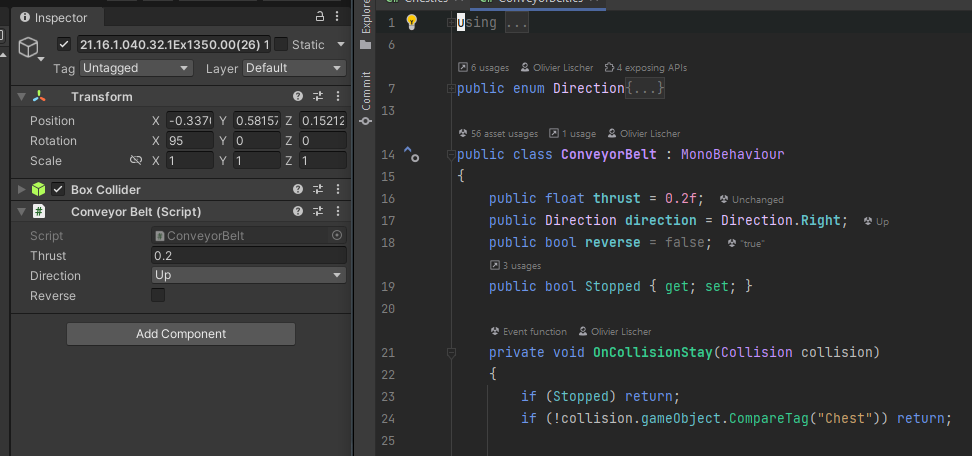 Inspector
21.16.1.040.32.1Ex1350.00(26) 1
Static
Tag Untagged Layer Default
Transform
Position X -0.337 Y 0.58157 Z 0.15212
Rotation X 95 Y 0 Z 0
Scale X 1 Y 1 Z 1
Box Collider
Conveyor Belt (Script)
Script ConveyorBelt
Thrust 0.2
Direction Up
Reverse
Add Component
Explore
Commit
1 using ...
6
6 usages Olivier Lischer 4 exposing APIs
7 public enum Direction{...}
13
56 asset usages 1 usage Olivier Lischer
14 public class ConveyorBelt : MonoBehaviour
15 {
16 public float thrust = 0.2f; Unchanged
17 public Direction direction = Direction.Right; Up
18 public bool reverse = false; "true"
3 usages
19 public bool Stopped { get; set; }
20
Event function Olivier Lischer
21 private void OnCollisionStay(Collision collision)
22 {
23 if (Stopped) return;
24 if (!collision.gameObject.CompareTag("Chest")) return;
25